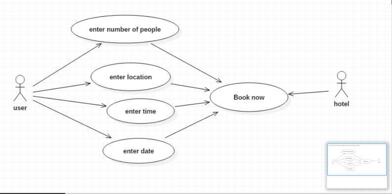 enter number of people
enter location
user
enter time
Book now
hotel
enter date